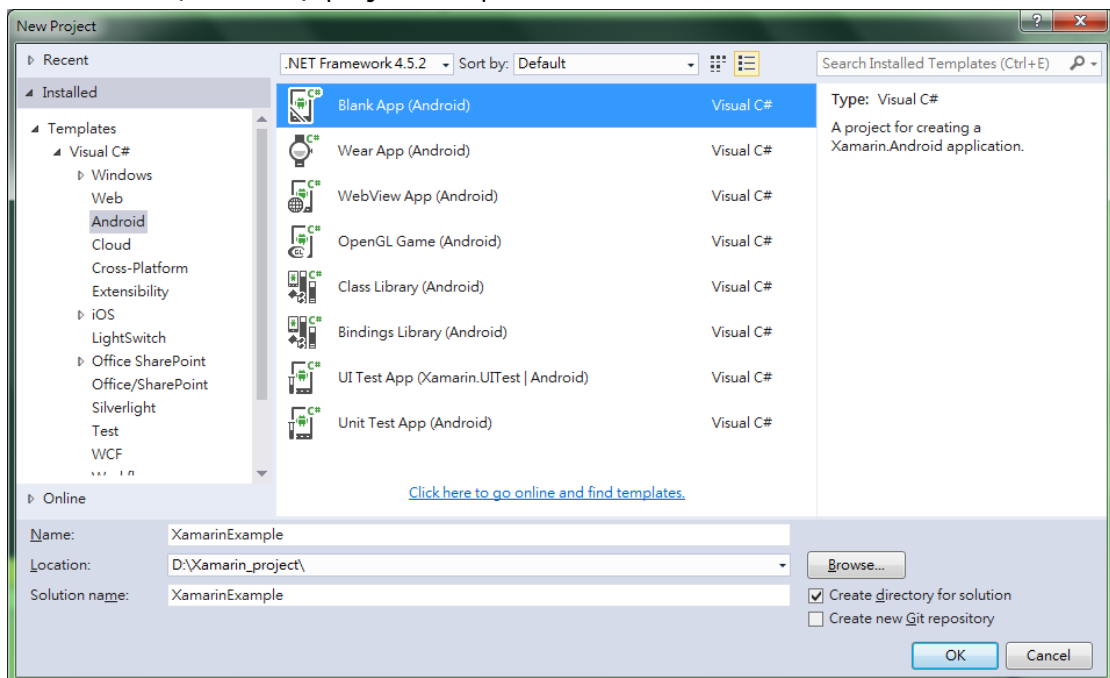 New Project
Recent
.NET Framework 4.5.2 Sort by: Default
Search Installed Templates (Ctrl+E)
Installed
Templates
Visual C#
Windows
Web
Android
Cloud
Cross-Platform
Extensibility
iOS
LightSwitch
Office SharePoint
Office/SharePoint
Silverlight
Test
WCF
Online
Blank App (Android) Visual C#
Wear App (Android) Visual C#
WebView App (Android) Visual C#
OpenGL Game (Android) Visual C#
Class Library (Android) Visual C#
Bindings Library (Android) Visual C#
UI Test App (Xamarin.UITest | Android) Visual C#
Unit Test App (Android) Visual C#
Click here to go online and find templates.
Type: Visual C#
A project for creating a
Xamarin.Android application.
Name: XamarinExample
Location: D:\Xamarin_project\ Browse...
Solution name: XamarinExample
Create directory for solution
Create new Git repository
OK Cancel